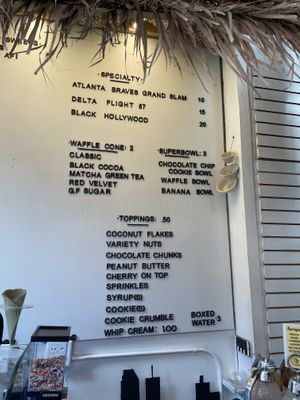 ·SPECIALTY·
ATLANTA BRAVES GRAND SLAM 10
DELTA FLIGHT 87 15
BLACK HOLLYWOOD 20
·WAFFLE CONE: 2
CLASSIC
BLACK COCOA
MATCHA GREEN TEA
RED VELVET
G.F SUGAR
·SUPERBOWL: 3
CHOCOLATE CHIP
COOKIE BOWL
WAFFLE BOWL
BANANA BOWL
·TOPPINGS: .50
COCONUT FLAKES
VARIETY NUTS
CHOCOLATE CHUNKS
PEANUT BUTTER
CHERRY ON TOP
SPRINKLES
SYRUP(S)
COOKIE(S)
COOKIE CRUMBLE
WHIP CREAM: 1.00
BOXED
WATER·3